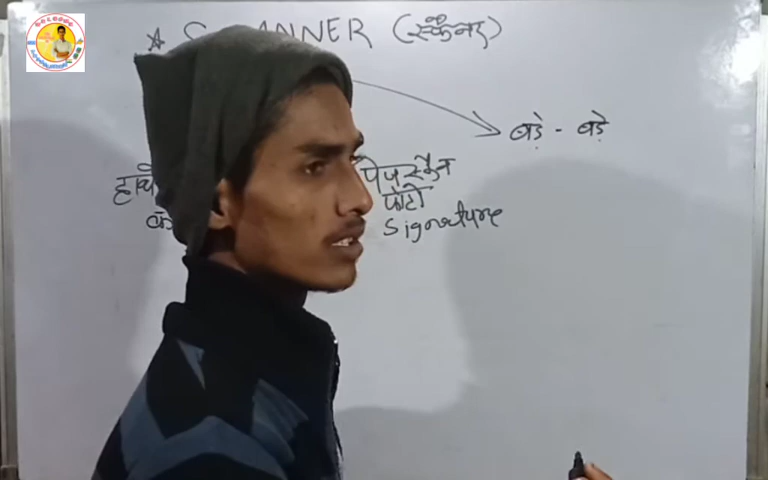 ★ SCANNER (स्कैनर)
बड़े - बड़े
पेपर स्कैन
फोटो
Signature